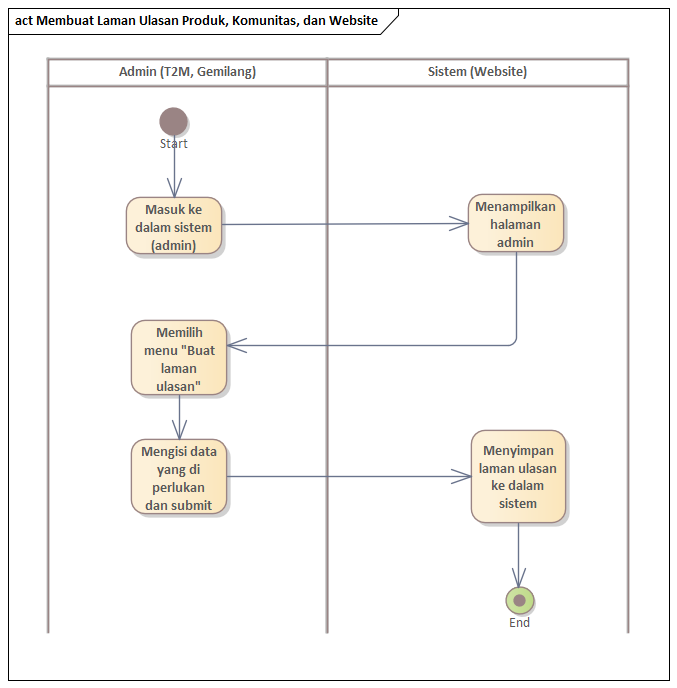 act Membuat Laman Ulasan Produk, Komunitas, dan Website
Admin (T2M, Gemilang)
Sistem (Website)
Start
Masuk ke
dalam sistem
(admin)
Menampilkan
halaman
admin
Memilih
menu "Buat
laman
ulasan"
Mengisi data
yang di
perlukan
dan submit
Menyimpan
laman ulasan
ke dalam
sistem
End